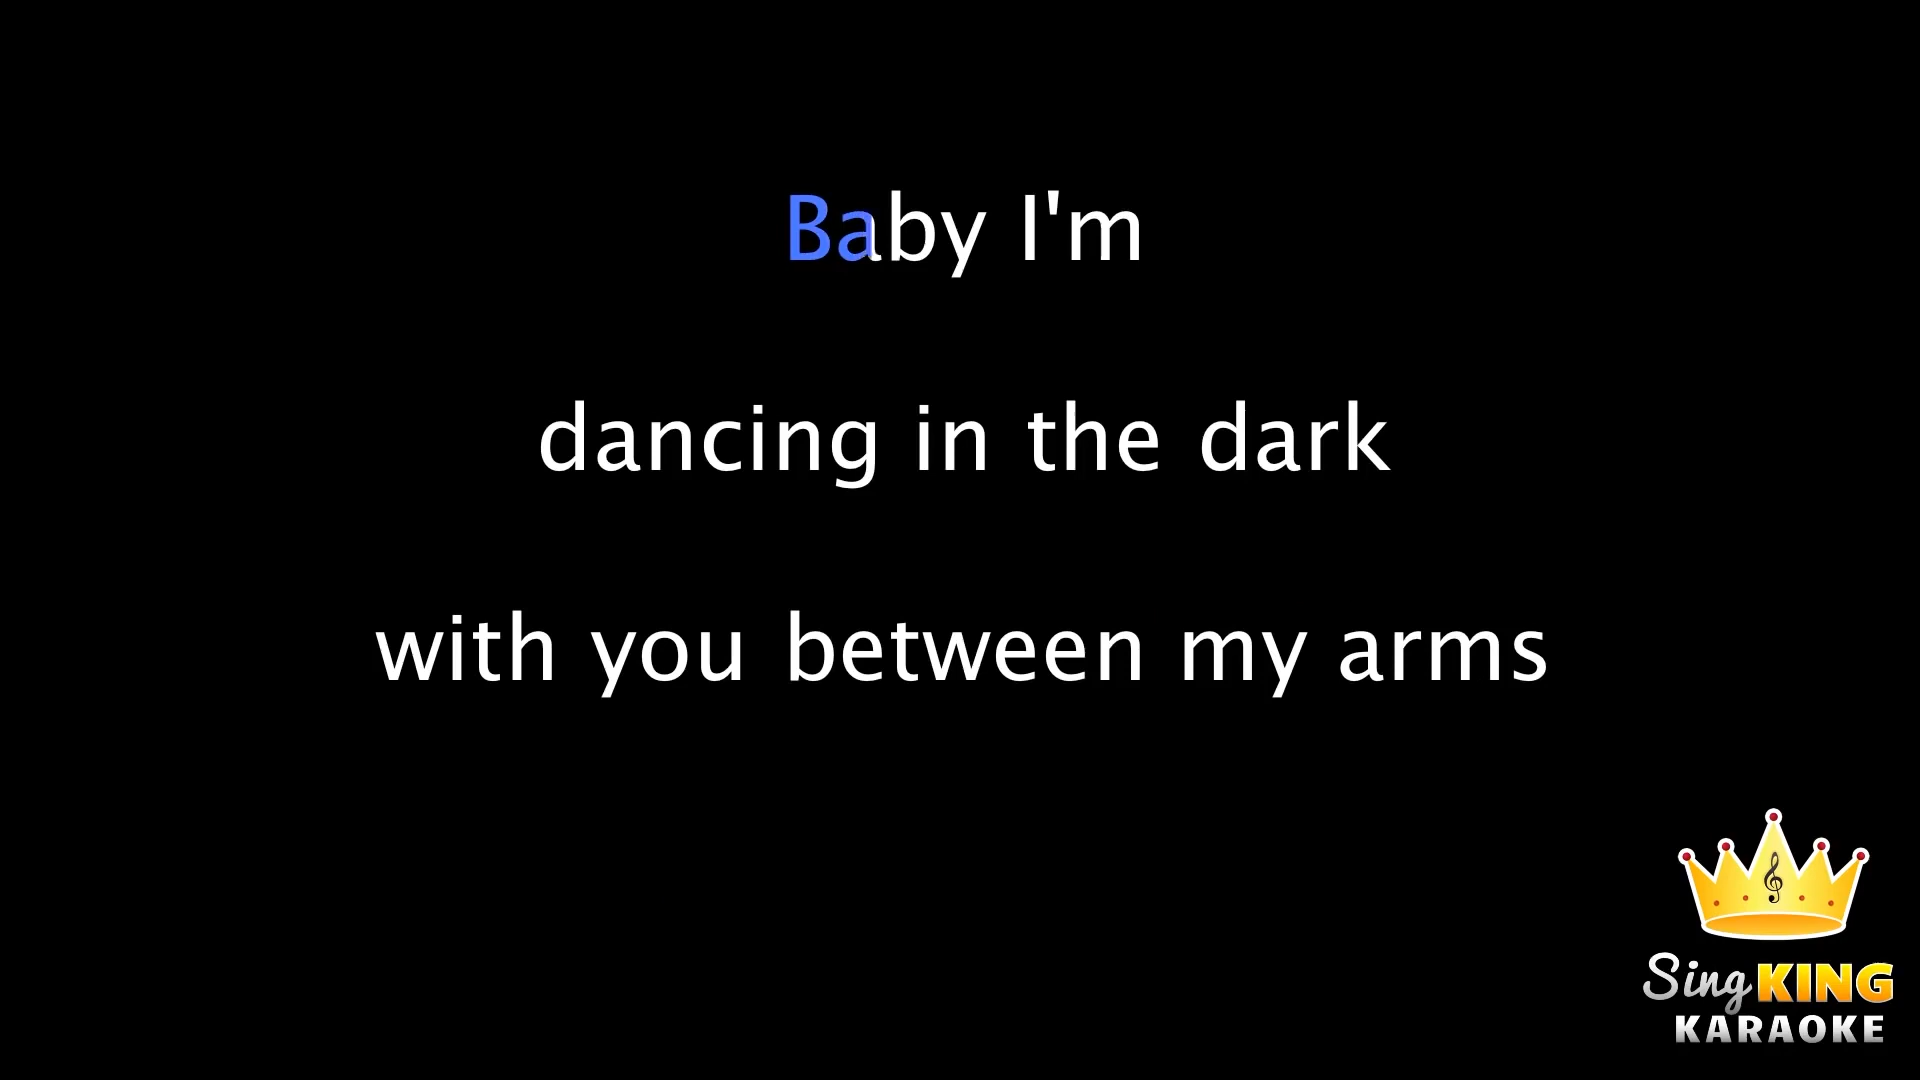 Baby I'm
dancing in the dark
with you between my arms
Sing KING
KARAOKE